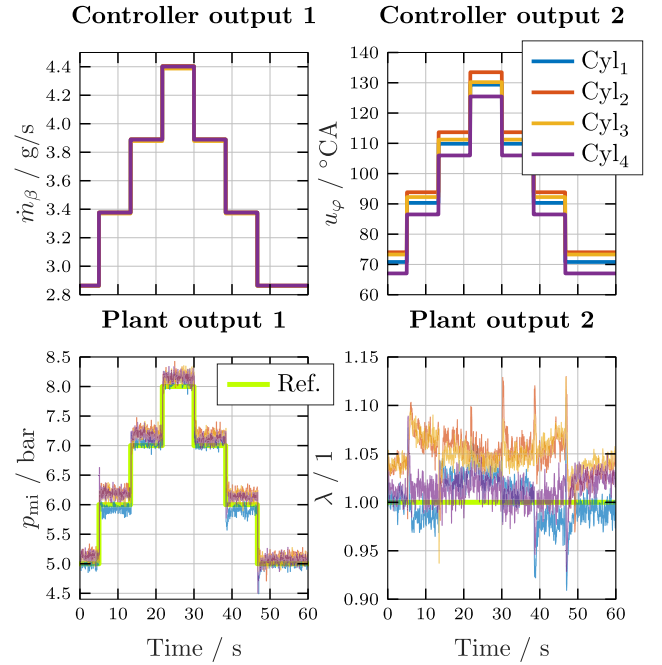 Controller output 1
Controller output 2
4.4
4.2
4.0
3.8
3.6
3.4
3.2
3.0
2.8
ṁβ / g/s
140
130
120
110
100
90
80
70
60
uφ / °CA
Cyl1
Cyl2
Cyl3
Cyl4
Plant output 1
Plant output 2
8.5
8.0
7.5
7.0
6.5
6.0
5.5
5.0
4.5
pmi / bar
Ref.
0 10 20 30 40 50 60
Time / s
1.15
1.10
1.05
1.00
0.95
0.90
λ / 1
0 10 20 30 40 50 60
Time / s